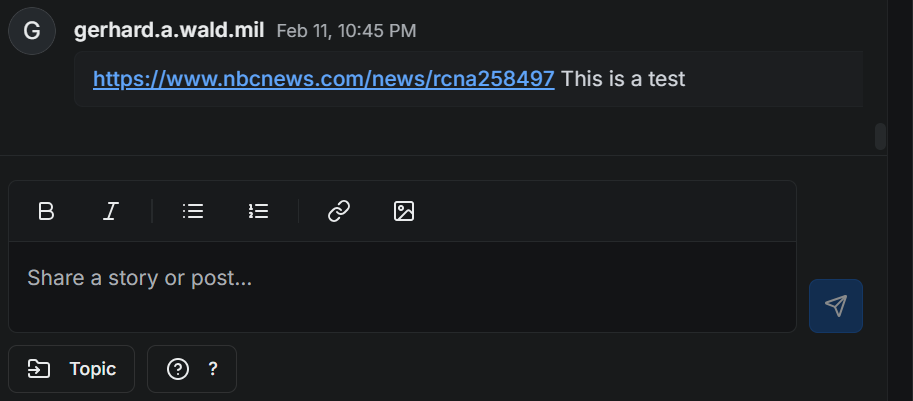 G
gerhard.a.wald.mil Feb 11, 10:45 PM
https://www.nbcnews.com/news/rcna258497 This is a test
B I
Share a story or post...
Topic ? ?